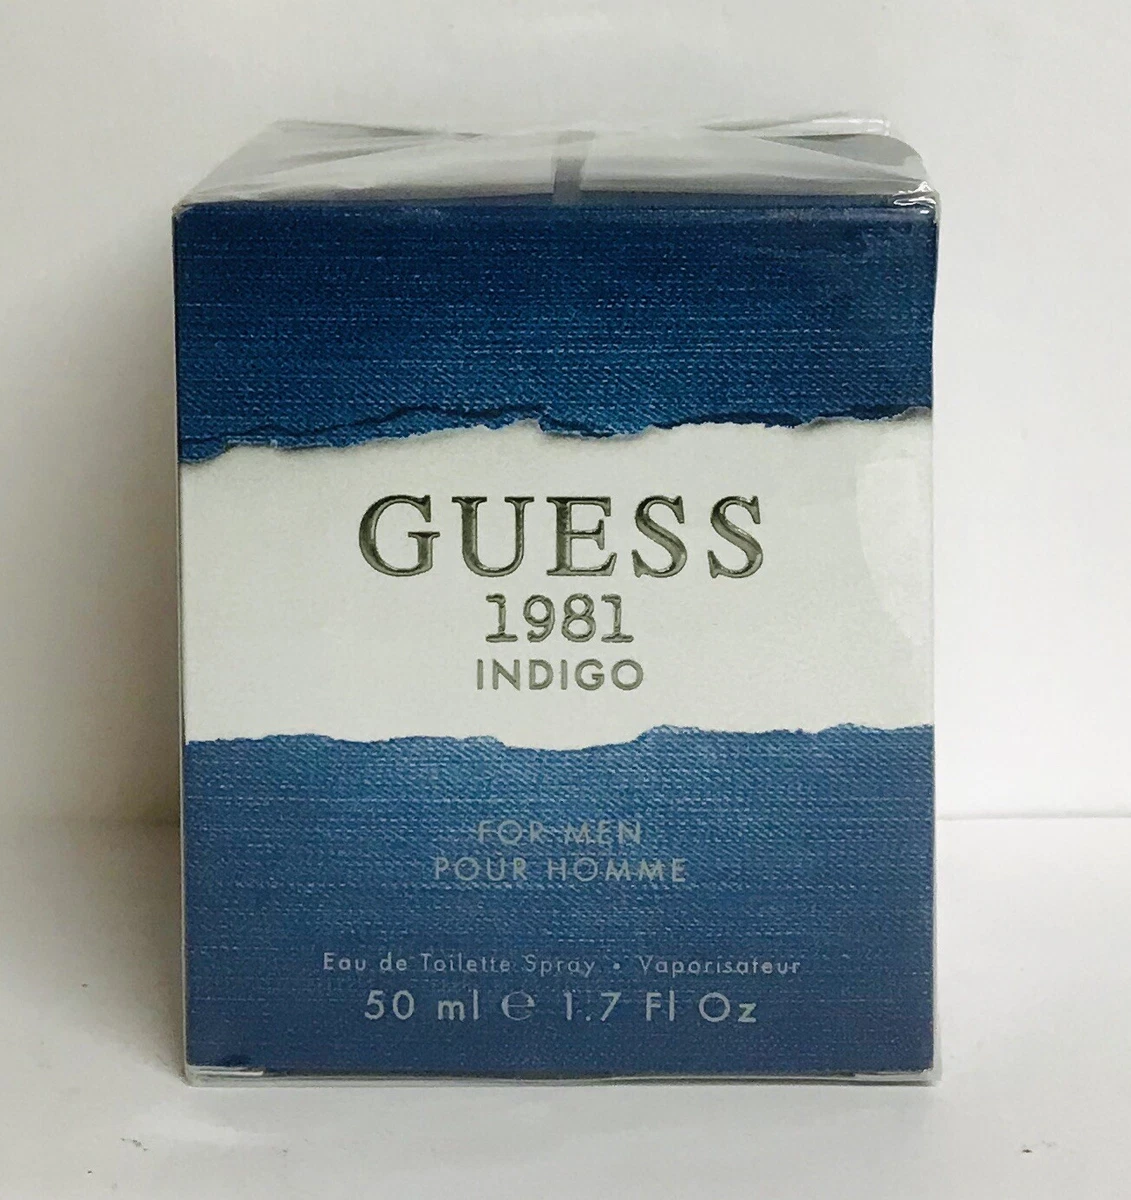 GUESS
1981
INDIGO
FOR MEN
POUR HOMME
Eau de Toilette Spray • Vaporisateur
50 ml ℮ 1.7 Fl Oz